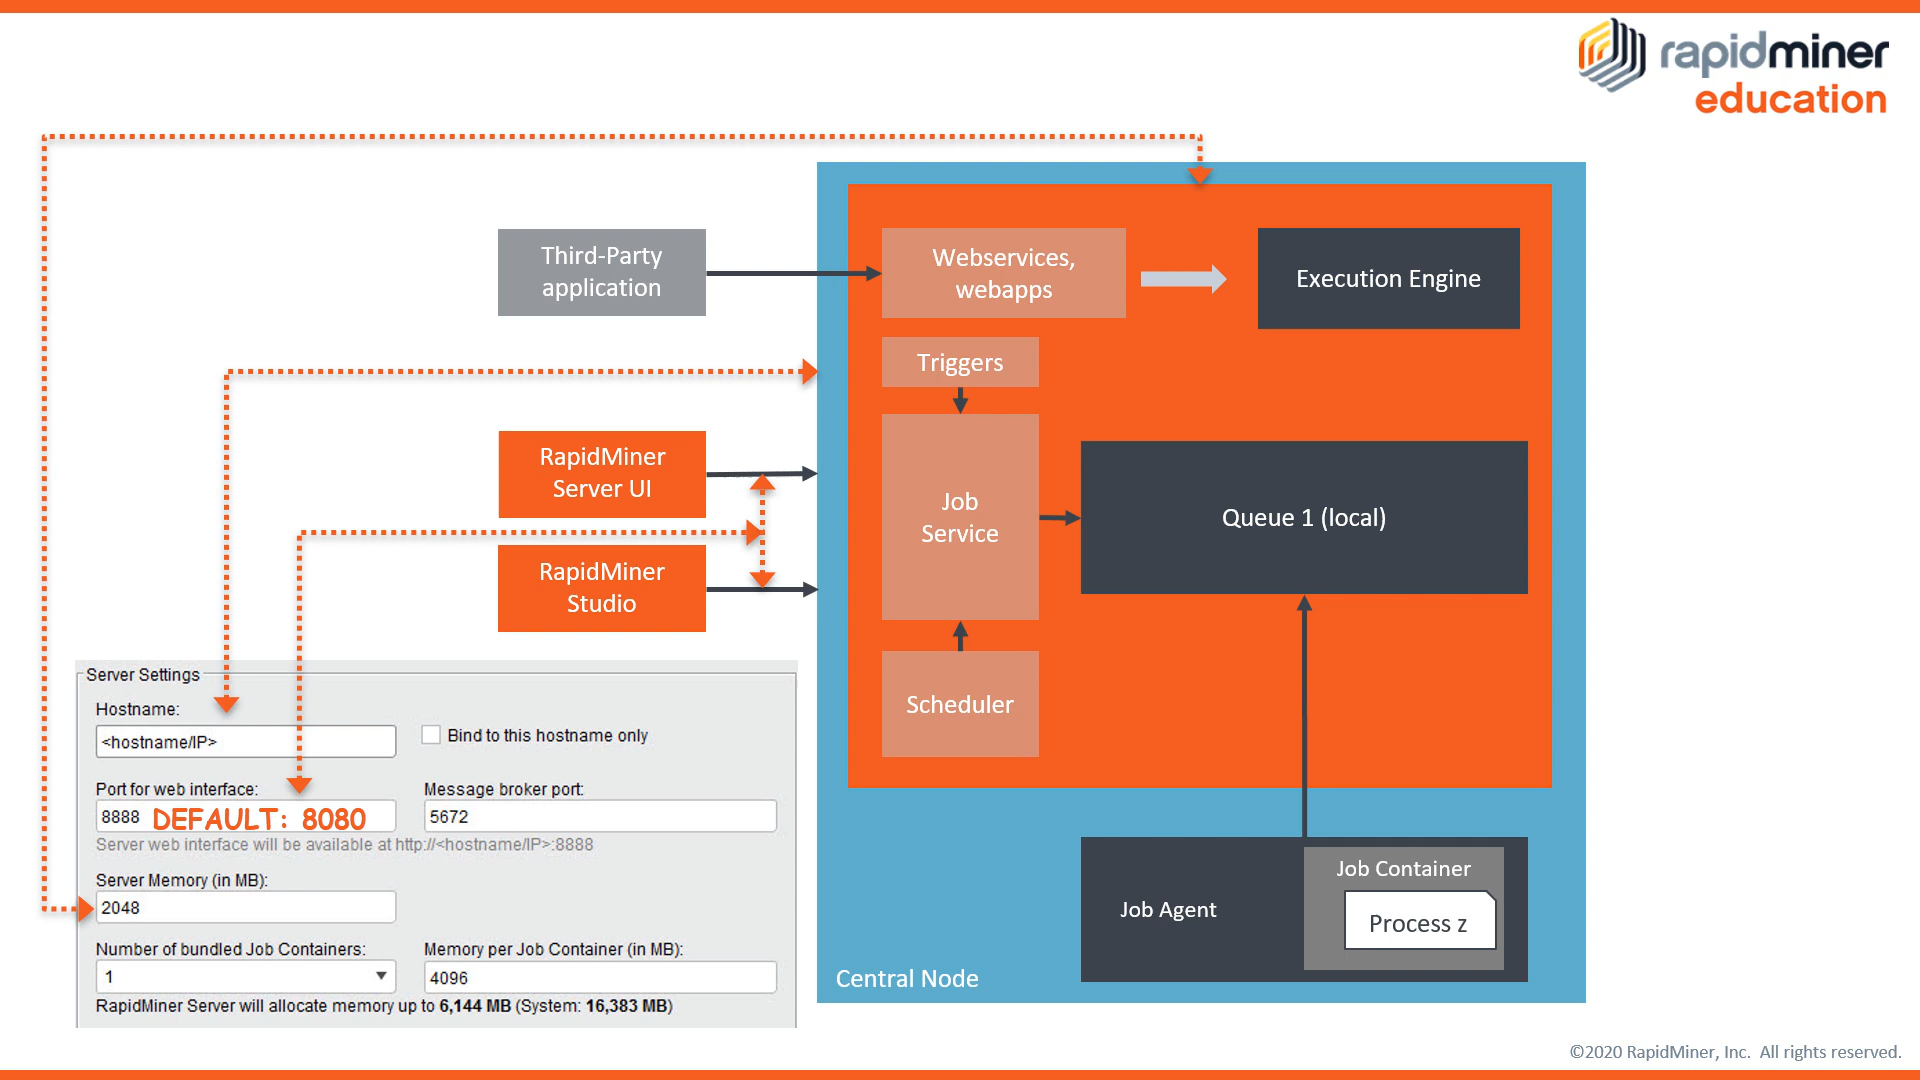 rapidminer
education
Third-Party
application
Webservices,
webapps
Execution Engine
Triggers
RapidMiner
Server UI
Job
Service
Queue 1 (local)
RapidMiner
Studio
Scheduler
Server Settings
Hostname:
<hostname/IP>
Bind to this hostname only
Port for web interface:
Message broker port:
8888 DEFAULT: 8080
5672
Server web interface will be available at http://<hostname/IP>:8888
Server Memory (in MB):
2048
Number of bundled Job Containers:
Memory per Job Container (in MB):
1
4096
RapidMiner Server will allocate memory up to 6,144 MB (System: 16,383 MB)
Job Agent
Job Container
Process z
Central Node
©2020 RapidMiner, Inc. All rights reserved.